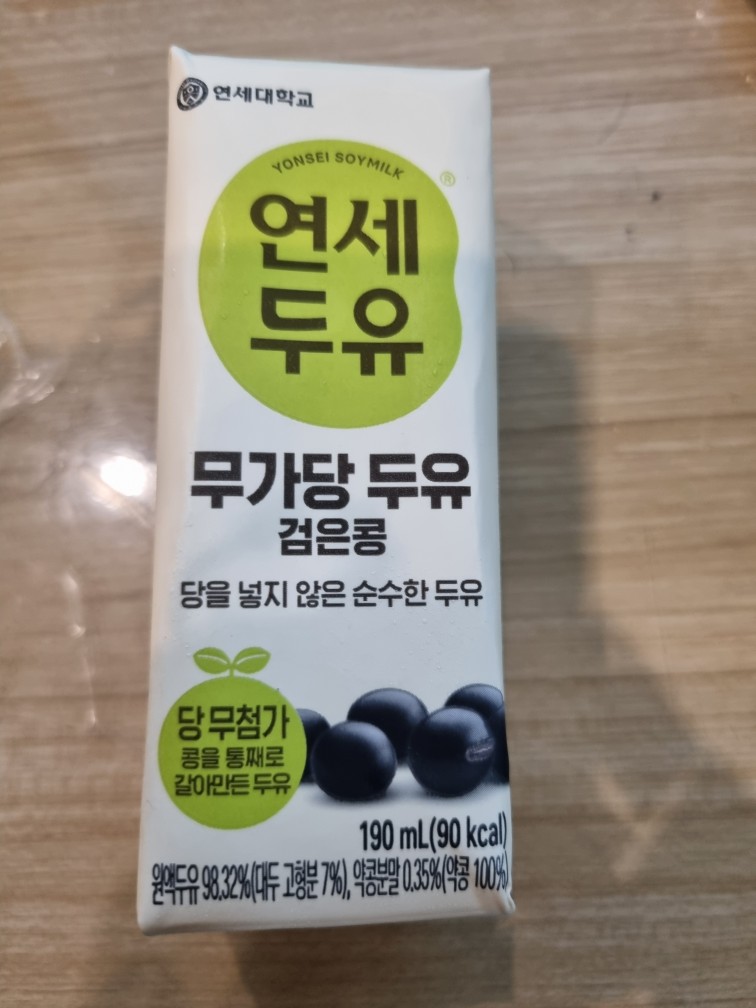 연세대학교
YONSEI SOYMILK
®
연세
두유
무가당 두유
검은콩
당을 넣지 않은 순수한 두유
당 무첨가
콩을 통째로
갈아만든 두유
190 mL(90 kcal)
원액두유 98.32%(대두 고형분 7%), 약콩분말 0.35%(약콩 100%)